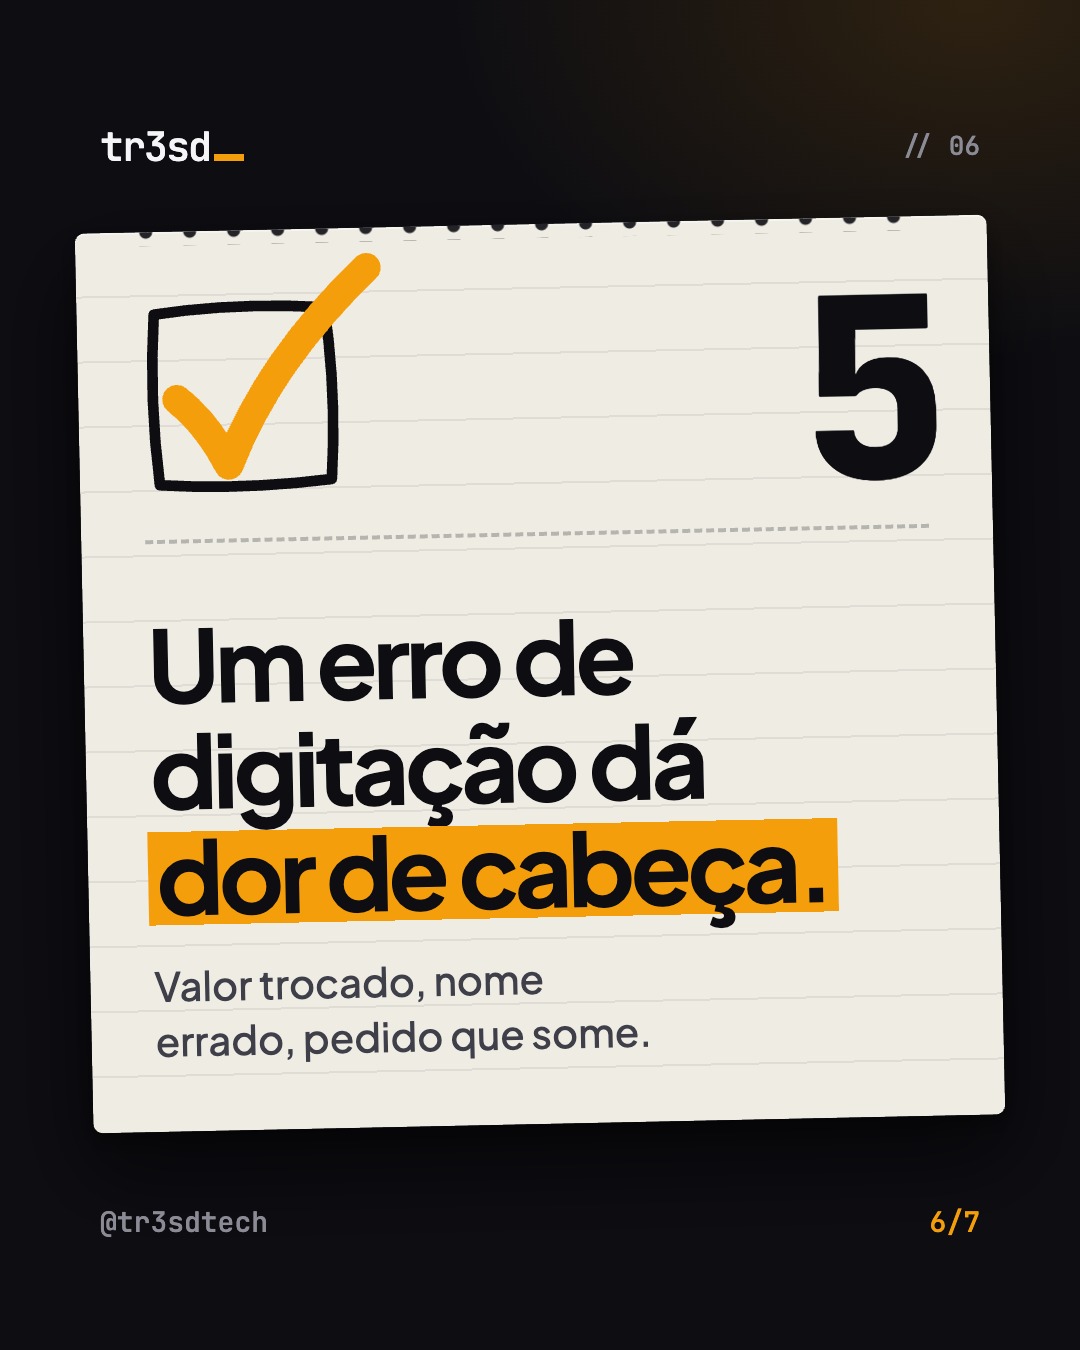 tr3sd_
// 06
5
Um erro de
digitação dá
dor de cabeça.
Valor trocado, nome
errado, pedido que some.
@tr3sdtech
6/7